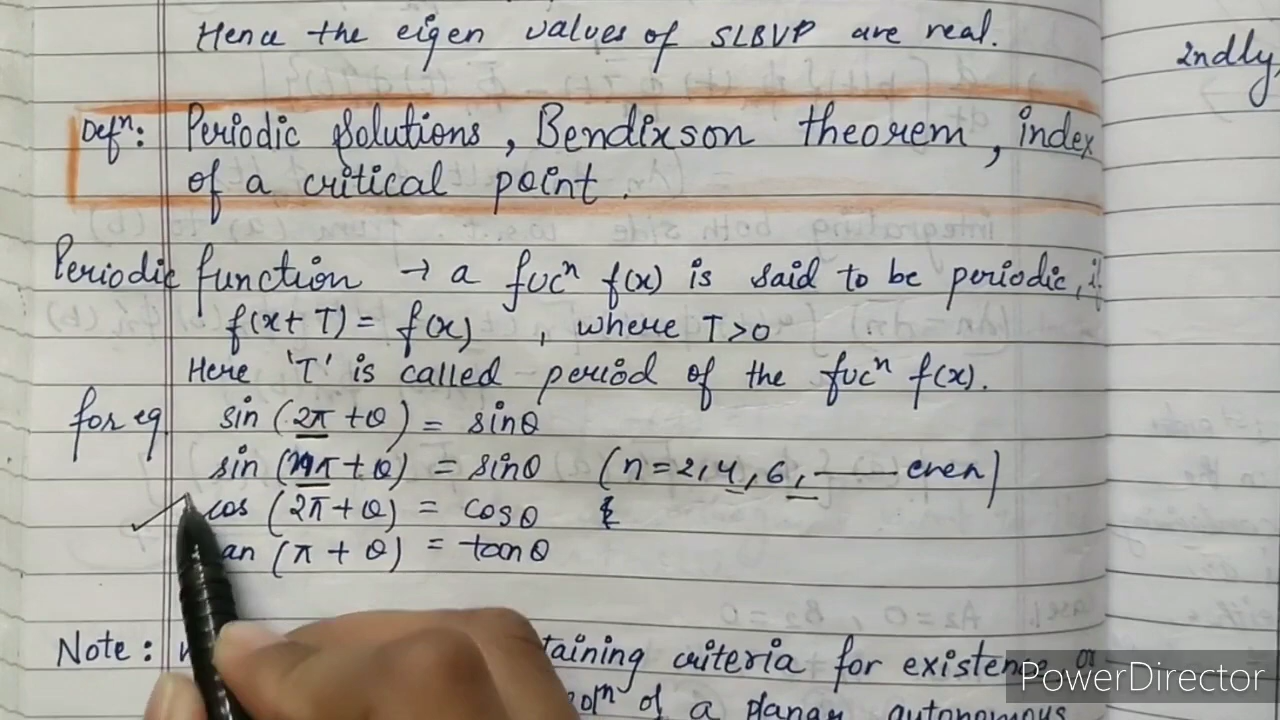 Hence the eigen values of SLBVP are real.
2ndly,
Defⁿ: Periodic Solutions, Bendixson theorem, index
of a critical point.
Periodic function → a fucⁿ f(x) is said to be periodic, if
f(x+T) = f(x) , where T>0
Here 'T' is called period of the fucⁿ f(x).
for eg. sin (2π+θ) = sinθ
sin (nπ+θ) = sinθ (n=2,4,6,—— even)
cos (2π+θ) = cosθ
an (π + θ) = tanθ
Note: taining criteria for existence or
solⁿ of a planar autonomous
PowerDirector